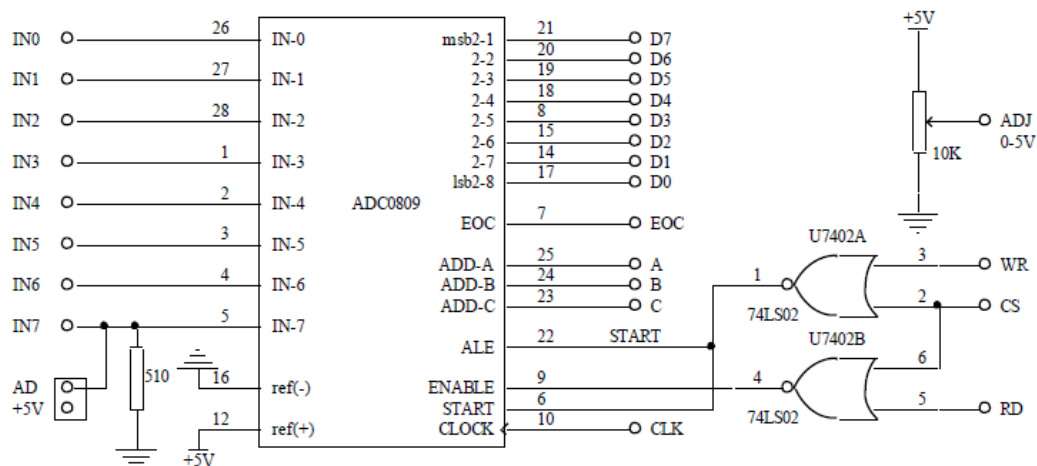 IN0 26 IN-0
IN1 27 IN-1
IN2 28 IN-2
IN3 1 IN-3
IN4 2 IN-4
IN5 3 IN-5
IN6 4 IN-6
IN7 5 IN-7
AD
+5V
510
16 ref(-)
12 ref(+)
+5V
ADC0809
msb2-1 21 D7
2-2 20 D6
2-3 19 D5
2-4 18 D4
2-5 8 D3
2-6 15 D2
2-7 14 D1
lsb2-8 17 D0
EOC 7 EOC
ADD-A 25 A
ADD-B 24 B
ADD-C 23 C
ALE 22 START
ENABLE 9
START 6
CLOCK 10 CLK
+5V
ADJ
0-5V
10K
U7402A
1
3 WR
2 CS
74LS02
U7402B
4
6
5 RD
74LS02